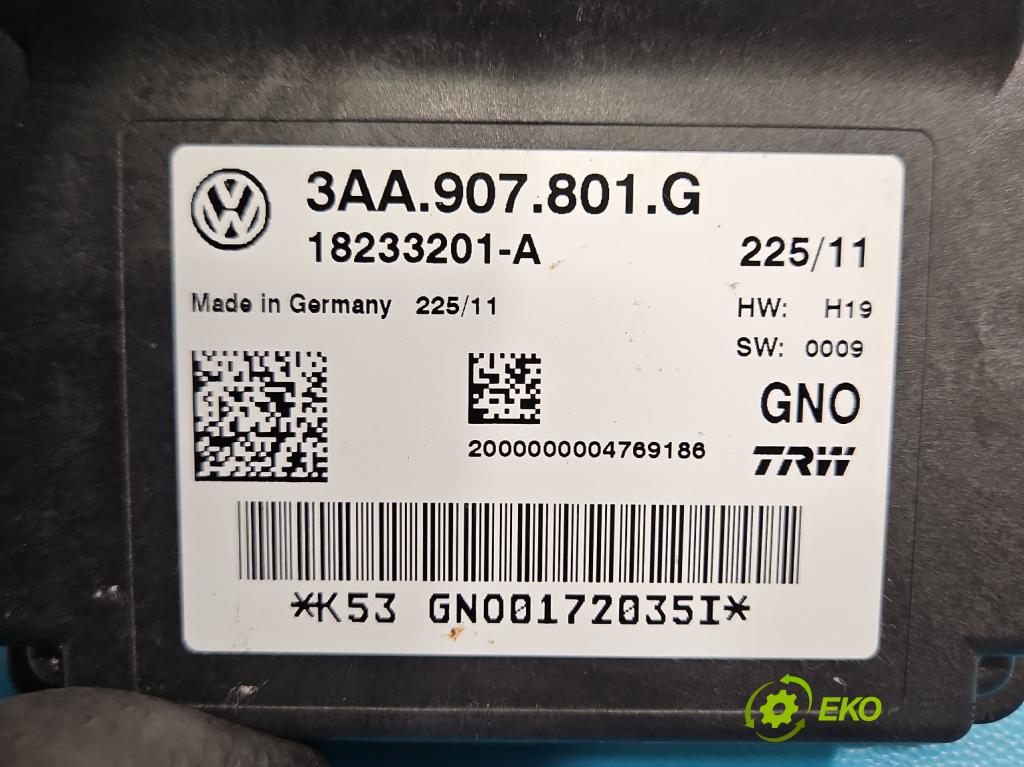 3AA.907.801.G
18233201-A 225/11
Made in Germany 225/11 HW: H19
SW: 0009
GNO
2000000004769186 TRW
*K53 GNO0172035I*
EKO